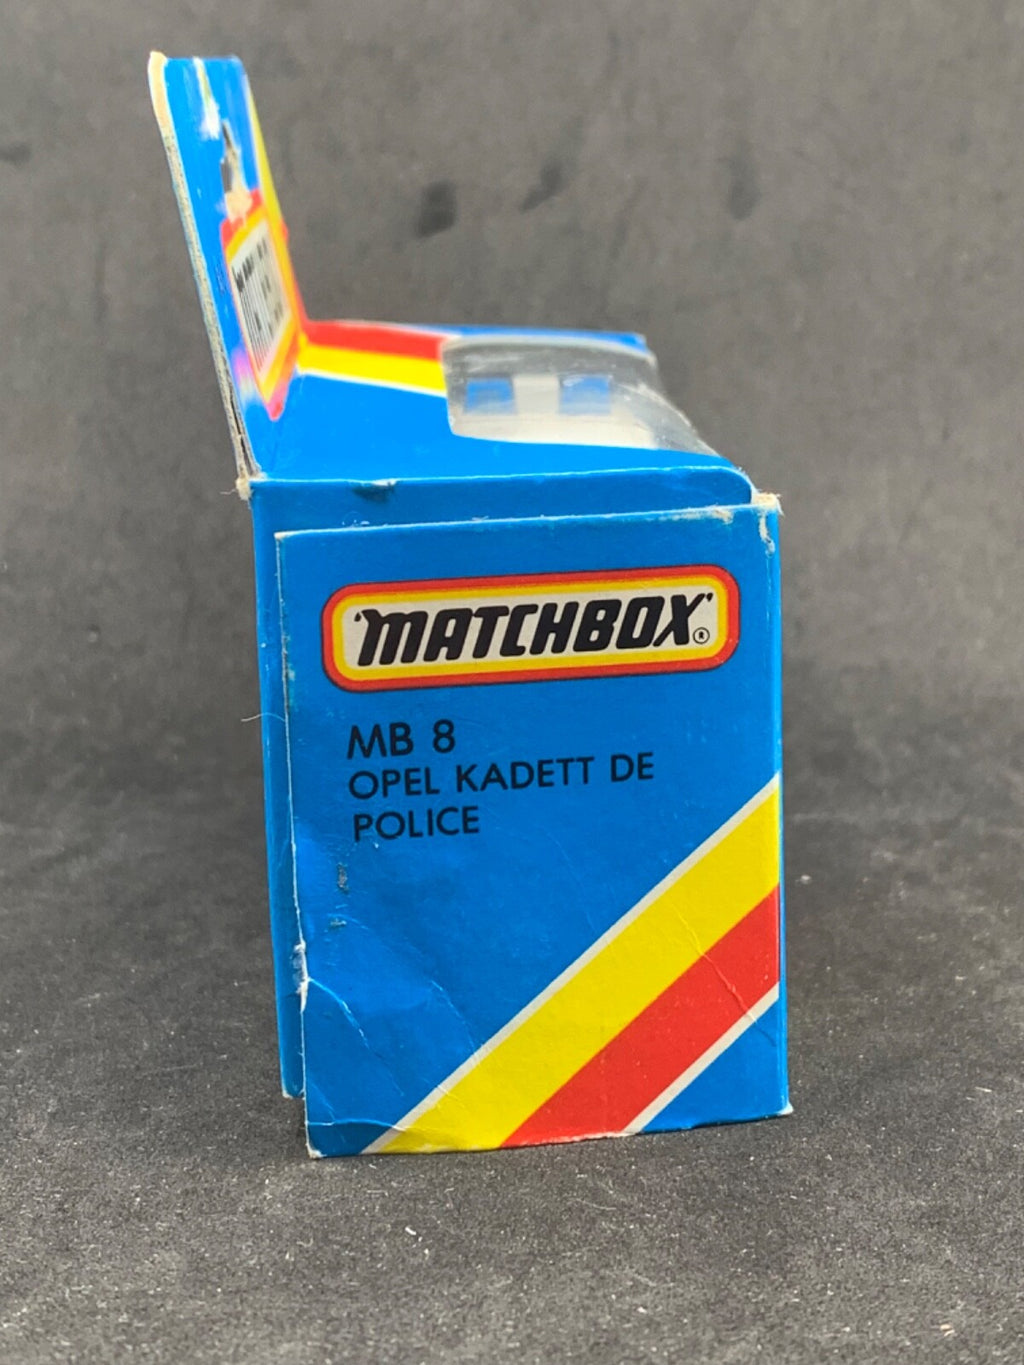 'MATCHBOX'®
MB 8
OPEL KADETT DE
POLICE